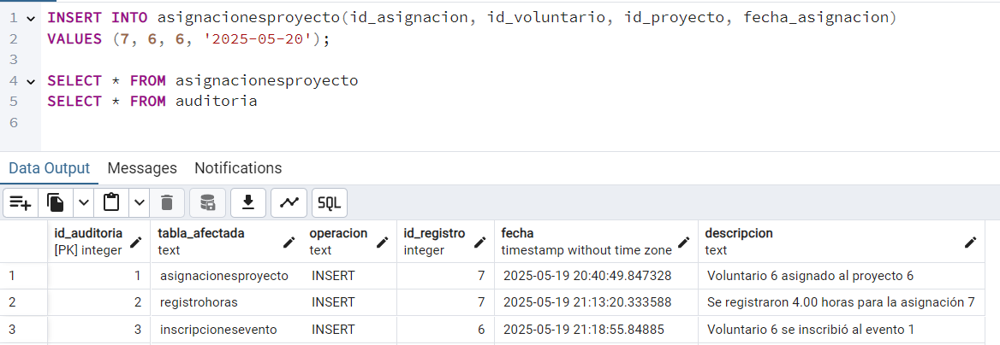 1 INSERT INTO asignacionesproyecto(id_asignacion, id_voluntario, id_proyecto, fecha_asignacion)
2 VALUES (7, 6, 6, '2025-05-20');
3
4 SELECT * FROM asignacionesproyecto
5 SELECT * FROM auditoria
6
Data Output Messages Notifications
SQL
id_auditoria tabla_afectada operacion id_registro fecha descripcion
[PK] integer text text integer timestamp without time zone text
1 1 asignacionesproyecto INSERT 7 2025-05-19 20:40:49.847328 Voluntario 6 asignado al proyecto 6
2 2 registrohoras INSERT 7 2025-05-19 21:13:20.333588 Se registraron 4.00 horas para la asignación 7
3 3 inscripcionesevento INSERT 6 2025-05-19 21:18:55.84885 Voluntario 6 se inscribió al evento 1